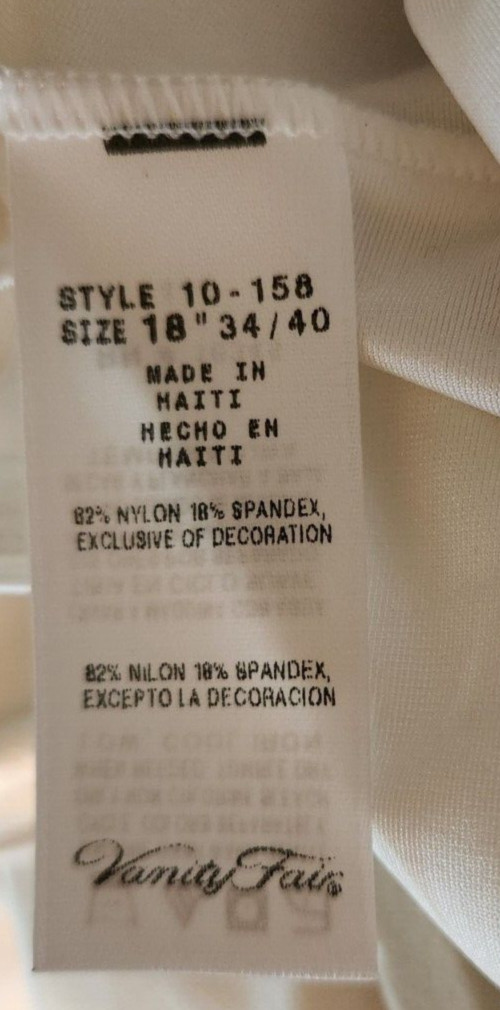 STYLE 10-158
SIZE 18" 34/40
MADE IN
HAITI
HECHO EN
HAITI
82% NYLON 18% SPANDEX,
EXCLUSIVE OF DECORATION
82% NILON 18% SPANDEX,
EXCEPTO LA DECORACION
Vanity Fair